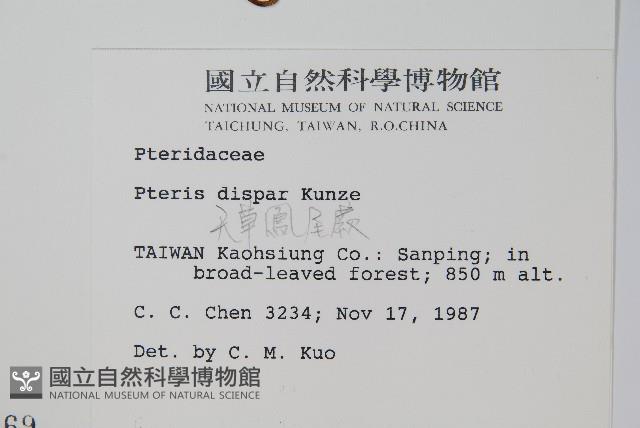 國立自然科學博物館
NATIONAL MUSEUM OF NATURAL SCIENCE
TAICHUNG, TAIWAN, R.O.CHINA
Pteridaceae
Pteris dispar Kunze
天草鳳尾蕨
TAIWAN Kaohsiung Co.: Sanping; in
broad-leaved forest; 850 m alt.
C. C. Chen 3234; Nov 17, 1987
Det. by C. M. Kuo
國立自然科學博物館
NATIONAL MUSEUM OF NATURAL SCIENCE
69